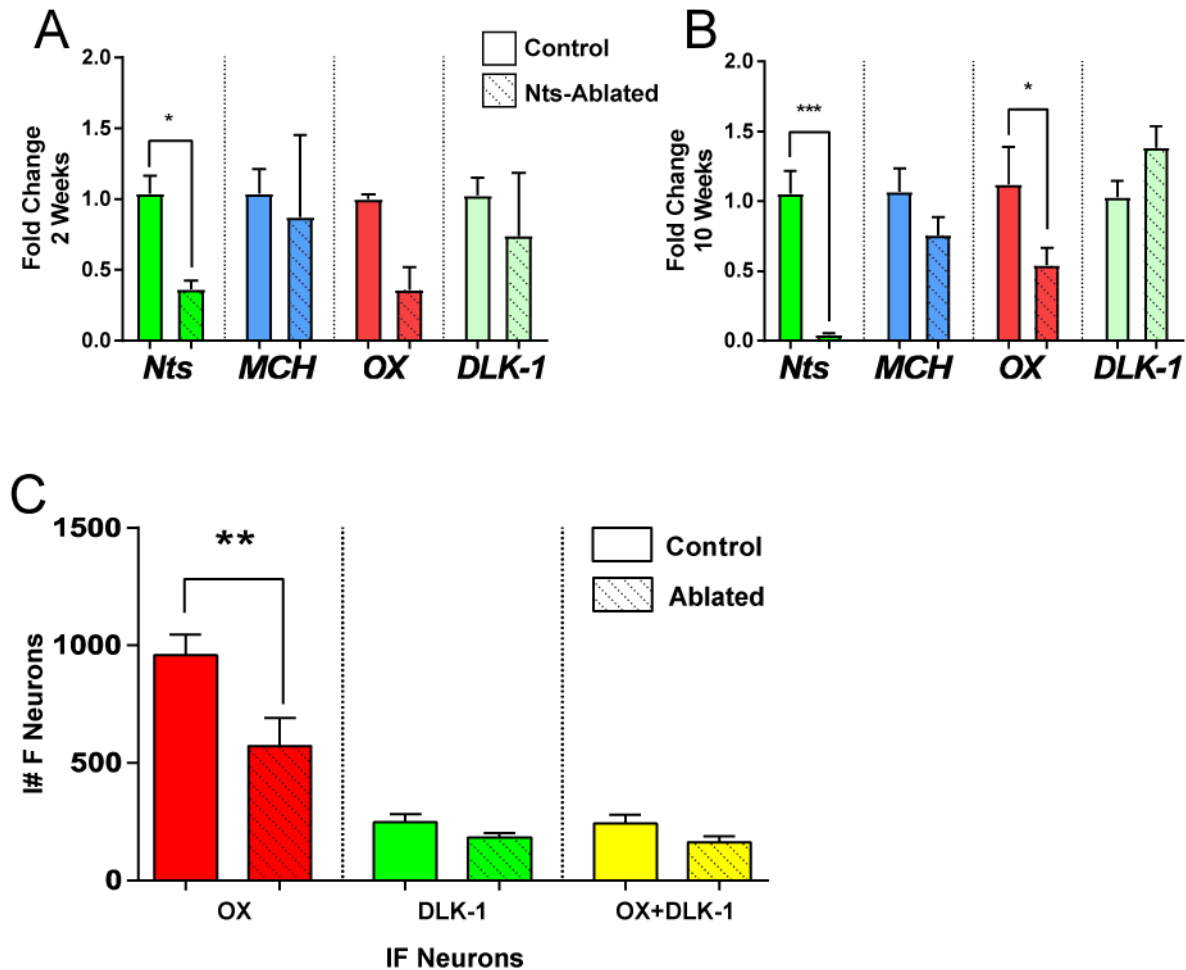 A
B
Control
Nts-Ablated
Fold Change
2 Weeks
2.0
1.5
1.0
0.5
0.0
*
Nts MCH OX DLK-1
Fold Change
10 Weeks
2.0
1.5
1.0
0.5
0.0
***
*
Nts MCH OX DLK-1
C
I# F Neurons
1500
1000
500
0
**
Control
Ablated
OX DLK-1 OX+DLK-1
IF Neurons